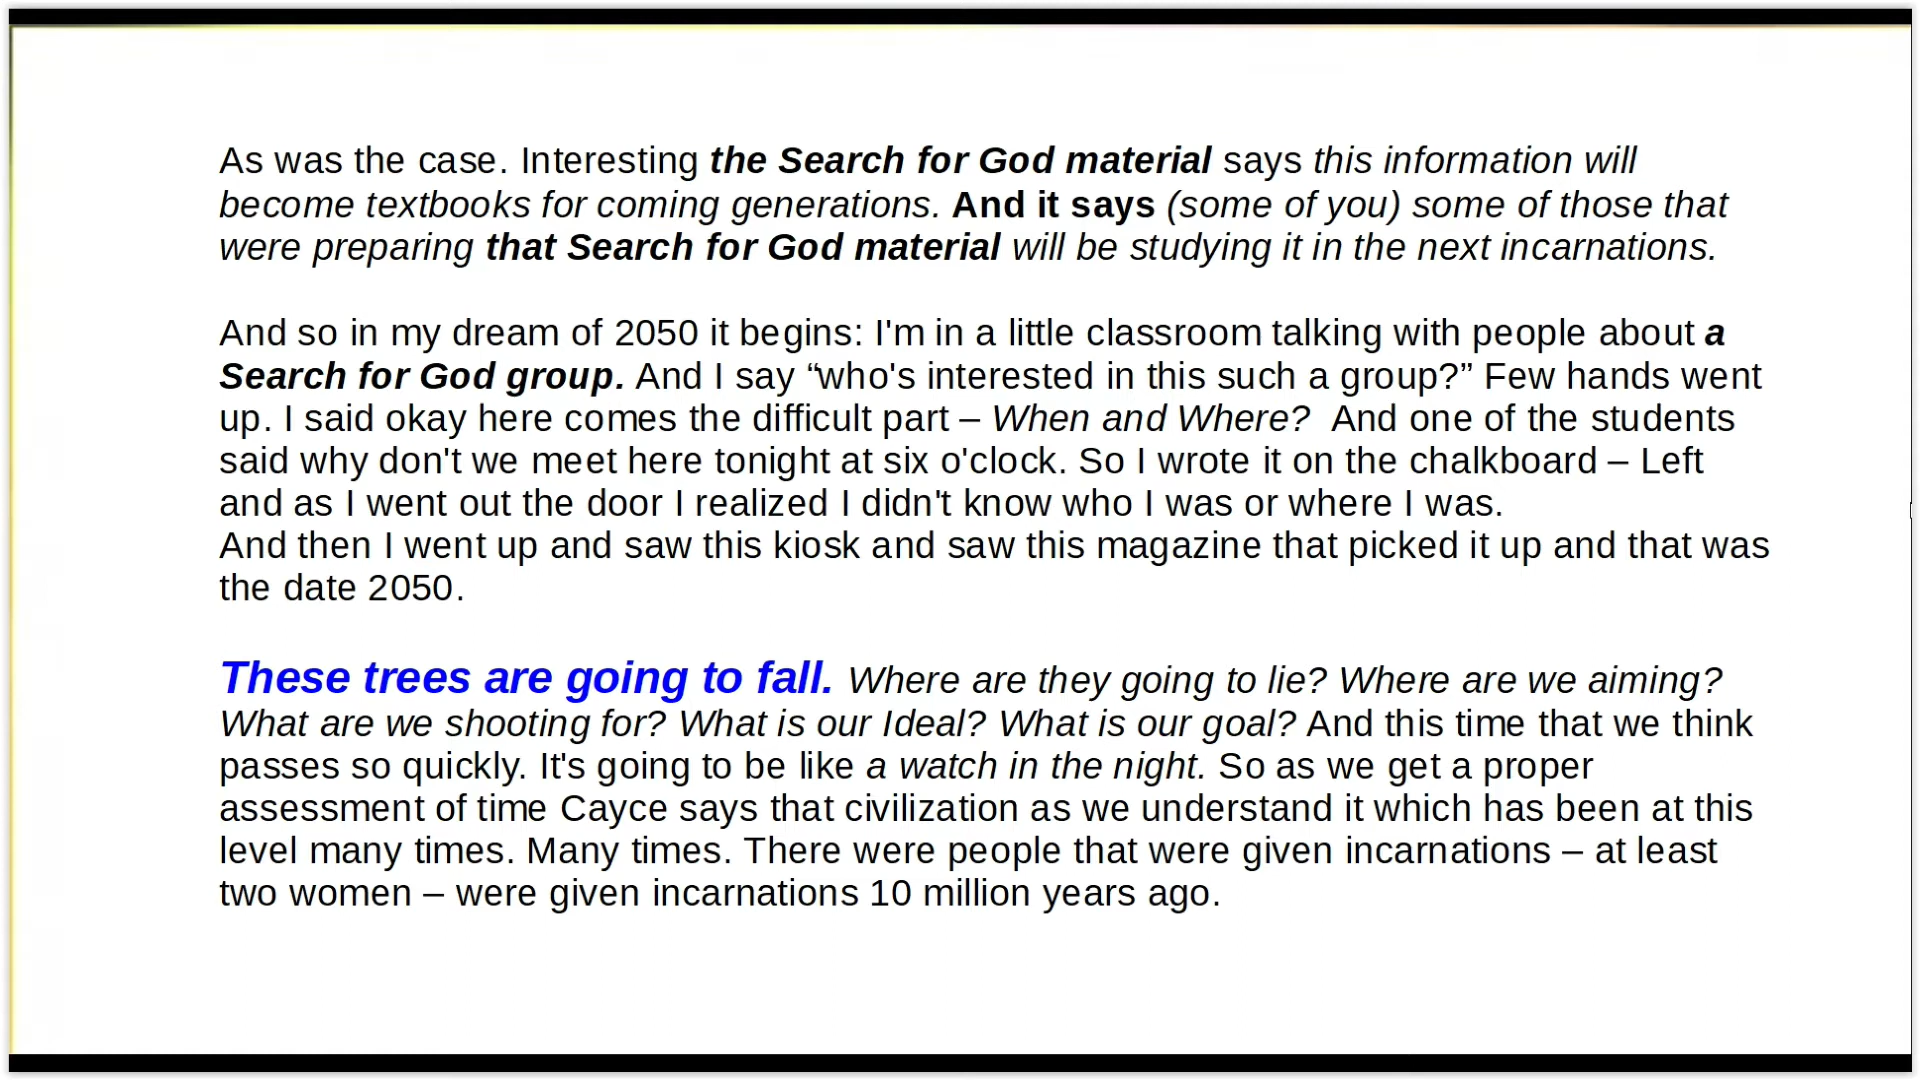 As was the case. Interesting the Search for God material says this information will
become textbooks for coming generations. And it says (some of you) some of those that
were preparing that Search for God material will be studying it in the next incarnations.
And so in my dream of 2050 it begins: I'm in a little classroom talking with people about a
Search for God group. And I say “who's interested in this such a group?” Few hands went
up. I said okay here comes the difficult part – When and Where? And one of the students
said why don't we meet here tonight at six o'clock. So I wrote it on the chalkboard – Left
and as I went out the door I realized I didn't know who I was or where I was.
And then I went up and saw this kiosk and saw this magazine that picked it up and that was
the date 2050.
These trees are going to fall. Where are they going to lie? Where are we aiming?
What are we shooting for? What is our Ideal? What is our goal? And this time that we think
passes so quickly. It's going to be like a watch in the night. So as we get a proper
assessment of time Cayce says that civilization as we understand it which has been at this
level many times. Many times. There were people that were given incarnations – at least
two women – were given incarnations 10 million years ago.